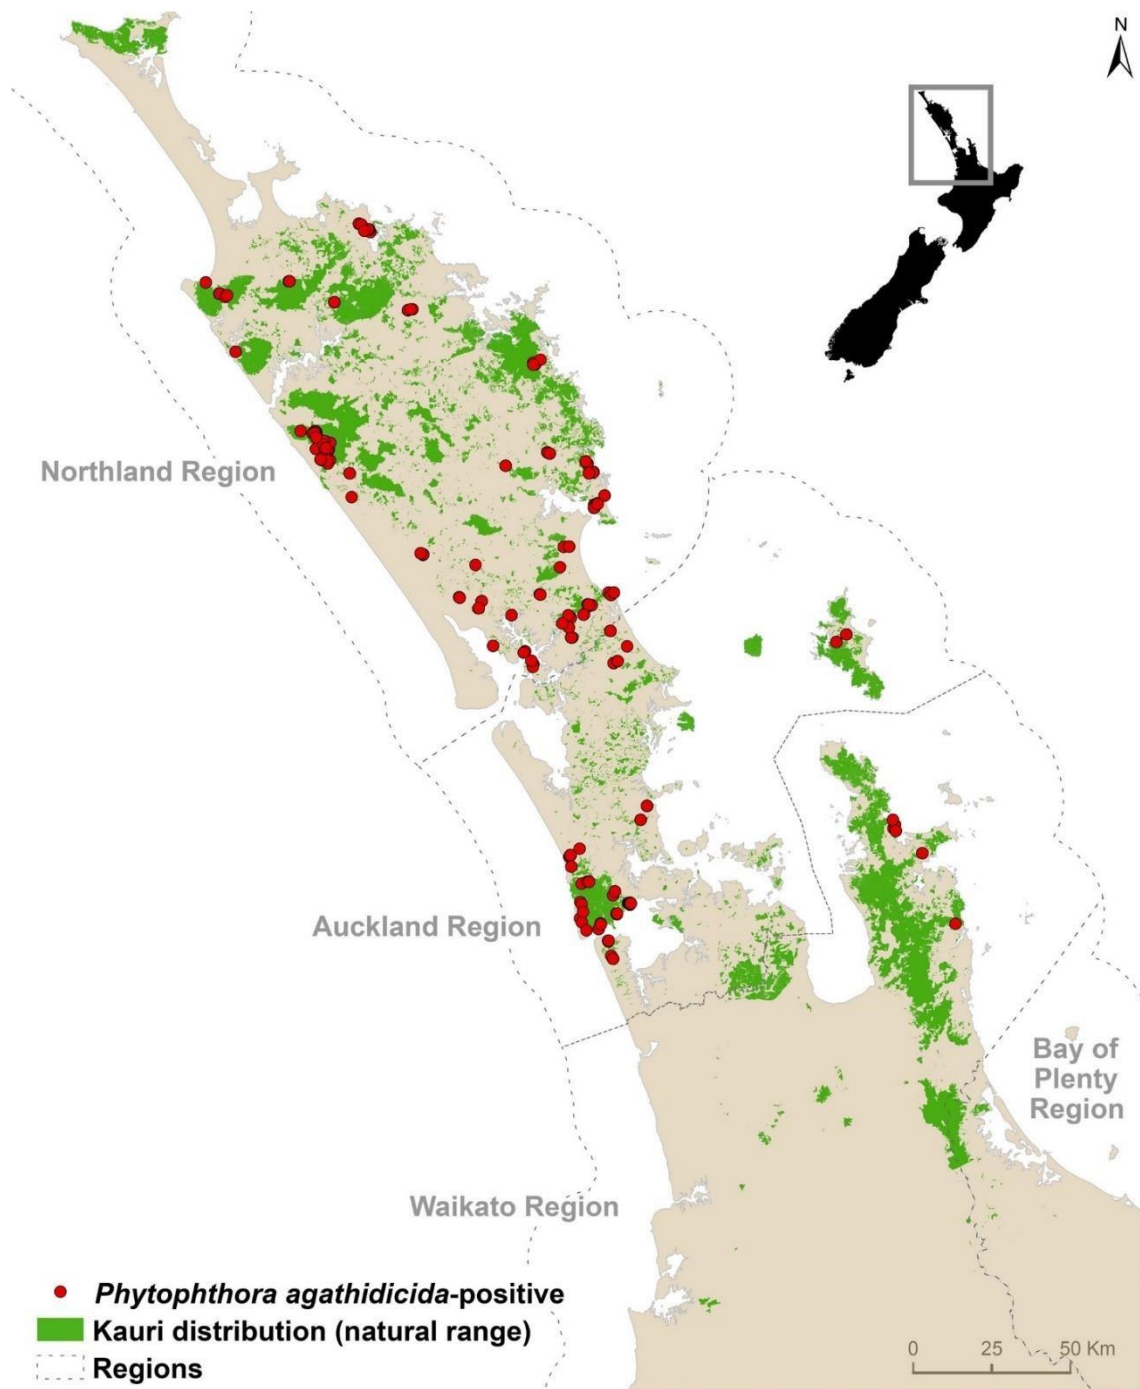 N
Northland Region
Auckland Region
Bay of
Plenty
Region
Waikato Region
Phytophthora agathidicida-positive
Kauri distribution (natural range)
Regions
0 25 50 Km